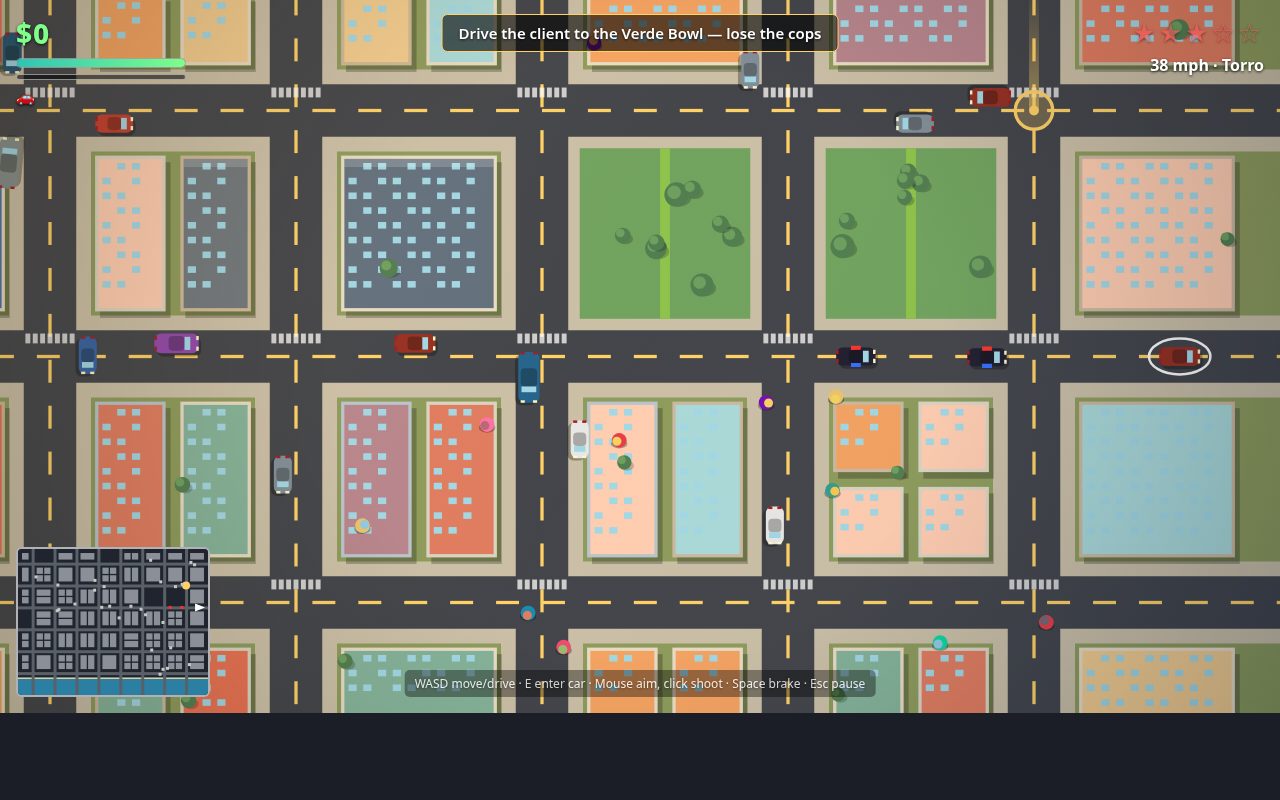 $0
Drive the client to the Verde Bowl — lose the cops
38 mph · Torro
WASD move/drive · E enter car · Mouse aim, click shoot · Space brake · Esc pause